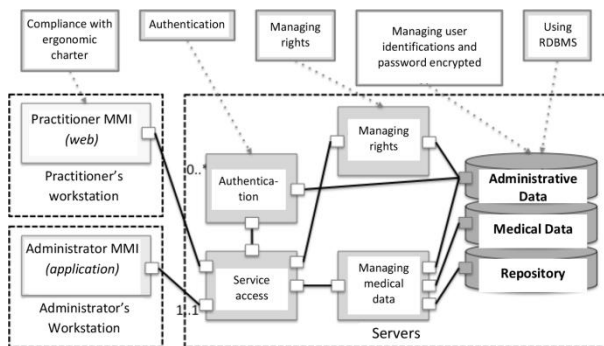 Compliance with
ergonomic
charter
Authentication
Managing
rights
Managing user
identifications and
password encrypted
Using
RDBMS
Practitioner MMI
(web)
Practitioner's
workstation
Managing
rights
0..*
Authentica-
tion
Administrative
Data
Medical Data
Repository
Administrator MMI
(application)
Administrator's
Workstation
1..1
Service
access
Managing
medical
data
Servers